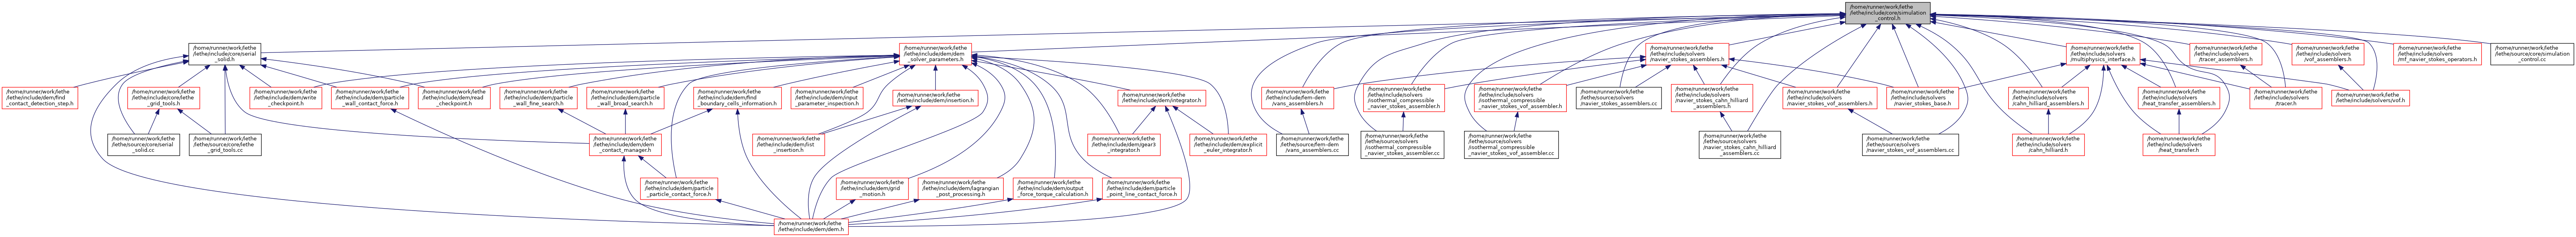 /home/runner/work/lethe
/lethe/include/core/simulation
_control.h
/home/runner/work/lethe
/lethe/include/core/serial
_solid.h
/home/runner/work/lethe
/lethe/include/dem/dem
_solver_parameters.h
/home/runner/work/lethe
/lethe/include/solvers
/navier_stokes_assemblers.h
/home/runner/work/lethe
/lethe/include/solvers
/multiphysics_interface.h
/home/runner/work/lethe
/lethe/include/solvers
/tracer_assemblers.h
/home/runner/work/lethe
/lethe/include/solvers
/vof_assemblers.h
/home/runner/work/lethe
/lethe/include/solvers
/mf_navier_stokes_operators.h
/home/runner/work/lethe
/lethe/source/core/simulation
_control.cc
/home/runner/work/lethe
/lethe/include/dem/find
_contact_detection_step.h
/home/runner/work/lethe
/lethe/include/core/lethe
_grid_tools.h
/home/runner/work/lethe
/lethe/include/dem/write
_checkpoint.h
/home/runner/work/lethe
/lethe/include/dem/particle
_wall_contact_force.h
/home/runner/work/lethe
/lethe/include/dem/read
_checkpoint.h
/home/runner/work/lethe
/lethe/include/dem/particle
_wall_fine_search.h
/home/runner/work/lethe
/lethe/include/dem/particle
_wall_broad_search.h
/home/runner/work/lethe
/lethe/include/dem/find
_boundary_cells_information.h
/home/runner/work/lethe
/lethe/include/dem/input
_parameter_inspection.h
/home/runner/work/lethe
/lethe/include/dem/insertion.h
/home/runner/work/lethe
/lethe/include/dem/integrator.h
/home/runner/work/lethe
/lethe/include/fem-dem
/vans_assemblers.h
/home/runner/work/lethe
/lethe/include/solvers
/isothermal_compressible
_navier_stokes_assembler.h
/home/runner/work/lethe
/lethe/include/solvers
/isothermal_compressible
_navier_stokes_vof_assembler.h
/home/runner/work/lethe
/lethe/source/solvers
/navier_stokes_assemblers.cc
/home/runner/work/lethe
/lethe/include/solvers
/navier_stokes_cahn_hilliard
_assemblers.h
/home/runner/work/lethe
/lethe/include/solvers
/navier_stokes_vof_assemblers.h
/home/runner/work/lethe
/lethe/include/solvers
/navier_stokes_base.h
/home/runner/work/lethe
/lethe/include/solvers
/cahn_hilliard_assemblers.h
/home/runner/work/lethe
/lethe/include/solvers
/heat_transfer_assemblers.h
/home/runner/work/lethe
/lethe/include/solvers
/tracer.h
/home/runner/work/lethe
/lethe/include/solvers/vof.h
/home/runner/work/lethe
/lethe/source/core/serial
_solid.cc
/home/runner/work/lethe
/lethe/source/core/lethe
_grid_tools.cc
/home/runner/work/lethe
/lethe/include/dem/dem
_contact_manager.h
/home/runner/work/lethe
/lethe/include/dem/list
_insertion.h
/home/runner/work/lethe
/lethe/include/dem/gear3
_integrator.h
/home/runner/work/lethe
/lethe/include/dem/explicit
_euler_integrator.h
/home/runner/work/lethe
/lethe/source/fem-dem
/vans_assemblers.cc
/home/runner/work/lethe
/lethe/source/solvers
/isothermal_compressible
_navier_stokes_assembler.cc
/home/runner/work/lethe
/lethe/source/solvers
/isothermal_compressible
_navier_stokes_vof_assembler.cc
/home/runner/work/lethe
/lethe/source/solvers
/navier_stokes_cahn_hilliard
_assemblers.cc
/home/runner/work/lethe
/lethe/source/solvers
/navier_stokes_vof_assemblers.cc
/home/runner/work/lethe
/lethe/include/solvers
/cahn_hilliard.h
/home/runner/work/lethe
/lethe/include/solvers
/heat_transfer.h
/home/runner/work/lethe
/lethe/include/dem/particle
_particle_contact_force.h
/home/runner/work/lethe
/lethe/include/dem/grid
_motion.h
/home/runner/work/lethe
/lethe/include/dem/lagrangian
_post_processing.h
/home/runner/work/lethe
/lethe/include/dem/output
_force_torque_calculation.h
/home/runner/work/lethe
/lethe/include/dem/particle
_point_line_contact_force.h
/home/runner/work/lethe
/lethe/include/dem/dem.h